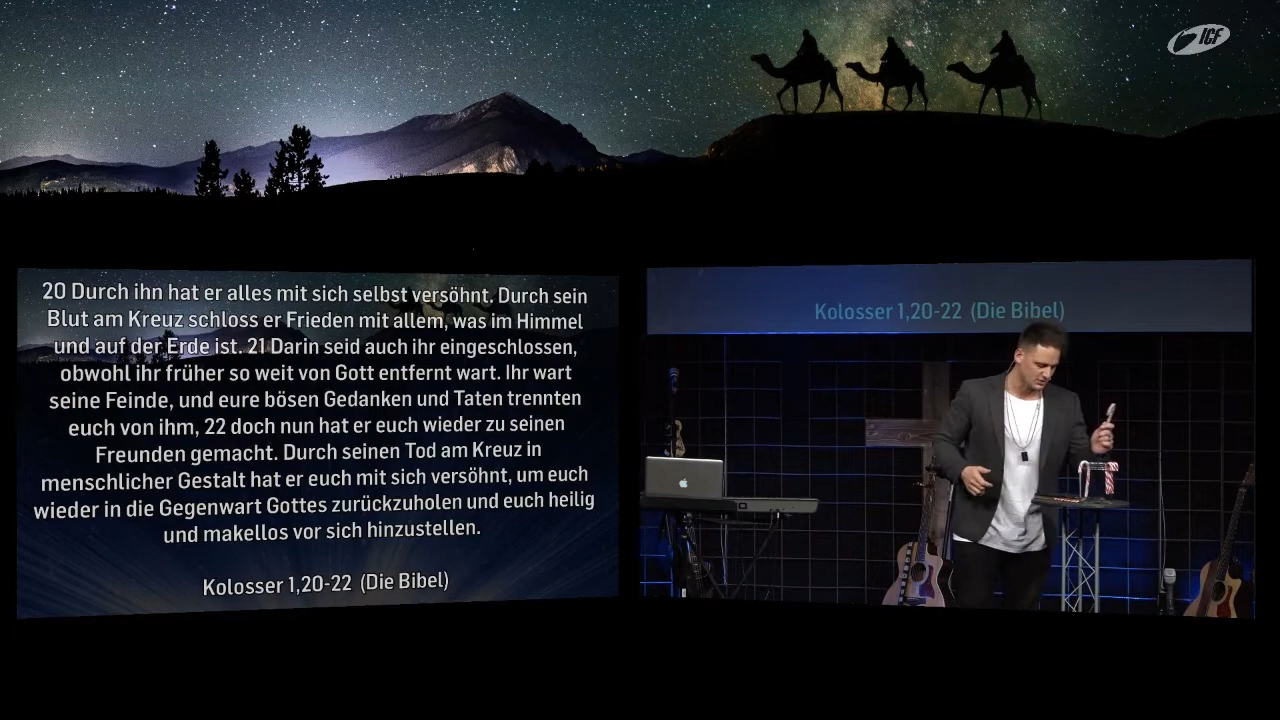 ICF
20 Durch ihn hat er alles mit sich selbst versöhnt. Durch sein
Blut am Kreuz schloss er Frieden mit allem, was im Himmel
und auf der Erde ist. 21 Darin seid auch ihr eingeschlossen,
obwohl ihr früher so weit von Gott entfernt wart. Ihr wart
seine Feinde, und eure bösen Gedanken und Taten trennten
euch von ihm, 22 doch nun hat er euch wieder zu seinen
Freunden gemacht. Durch seinen Tod am Kreuz in
menschlicher Gestalt hat er euch mit sich versöhnt, um euch
wieder in die Gegenwart Gottes zurückzuholen und euch heilig
und makellos vor sich hinzustellen.
Kolosser 1,20-22 (Die Bibel)
Kolosser 1,20-22 (Die Bibel)